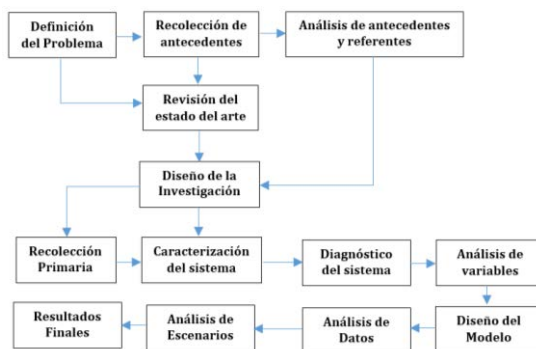 Definición
del Problema
Recolección de
antecedentes
Análisis de antecedentes
y referentes
Revisión del
estado del arte
Diseño de la
Investigación
Recolección
Primaria
Caracterización
del sistema
Diagnóstico
del sistema
Análisis de
variables
Resultados
Finales
Análisis de
Escenarios
Análisis de
Datos
Diseño del
Modelo